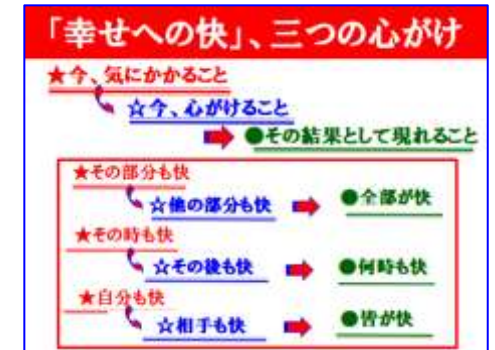 「幸せへの快」、三つの心がけ
★今、気にかかること
☆今、心がけること
●その結果として現れること
★その部分も快
☆他の部分も快 ●全部が快
★その時も快
☆その後も快 ●何時も快
★自分も快
☆相手も快 ●皆が快